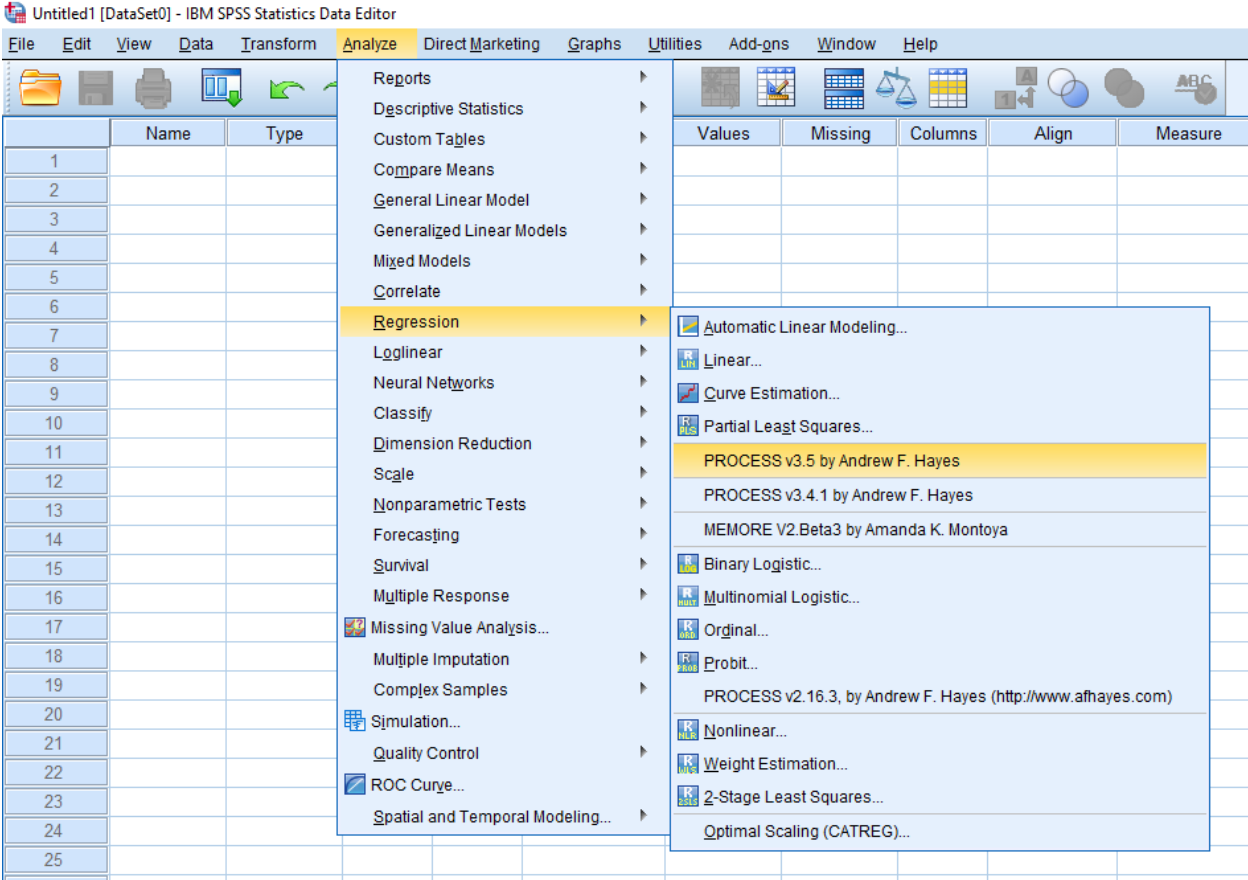 Untitled1 [DataSet0] - IBM SPSS Statistics Data Editor
File Edit View Data Transform Analyze Direct Marketing Graphs Utilities Add-ons Window Help
Name Type Values Missing Columns Align Measure
1
2
3
4
5
6
7
8
9
10
11
12
13
14
15
16
17
18
19
20
21
22
23
24
25
Reports
Descriptive Statistics
Custom Tables
Compare Means
General Linear Model
Generalized Linear Models
Mixed Models
Correlate
Regression
Loglinear
Neural Networks
Classify
Dimension Reduction
Scale
Nonparametric Tests
Forecasting
Survival
Multiple Response
Missing Value Analysis...
Multiple Imputation
Complex Samples
Simulation...
Quality Control
ROC Curve...
Spatial and Temporal Modeling...
Automatic Linear Modeling...
Linear...
Curve Estimation...
Partial Least Squares...
PROCESS v3.5 by Andrew F. Hayes
PROCESS v3.4.1 by Andrew F. Hayes
MEMORE V2.Beta3 by Amanda K. Montoya
Binary Logistic...
Multinomial Logistic...
Ordinal...
Probit...
PROCESS v2.16.3, by Andrew F. Hayes (http://www.afhayes.com)
Nonlinear...
Weight Estimation...
2-Stage Least Squares...
Optimal Scaling (CATREG)...